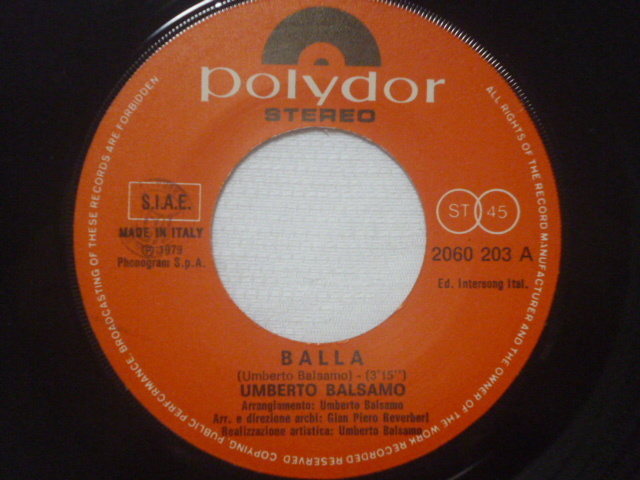 polydor
STEREO
S.I.A.E.
MADE IN ITALY
℗ 1979
Phonogram S.p.A.
ST 45
2060 203 A
Ed. Intersong Ital.
BALLA
(Umberto Balsamo) - (3'15")
UMBERTO BALSAMO
Arrangiamento: Umberto Balsamo
Arr. e direzione archi: Gian Piero Reverberi
Realizzazione artistica: Umberto Balsamo
ALL RIGHTS OF THE RECORD MANUFACTURER AND THE OWNER OF THE WORK RECORDED RESERVED COPYING, PUBLIC PERFORMANCE, BROADCASTING OF THESE RECORDS ARE FORBIDDEN